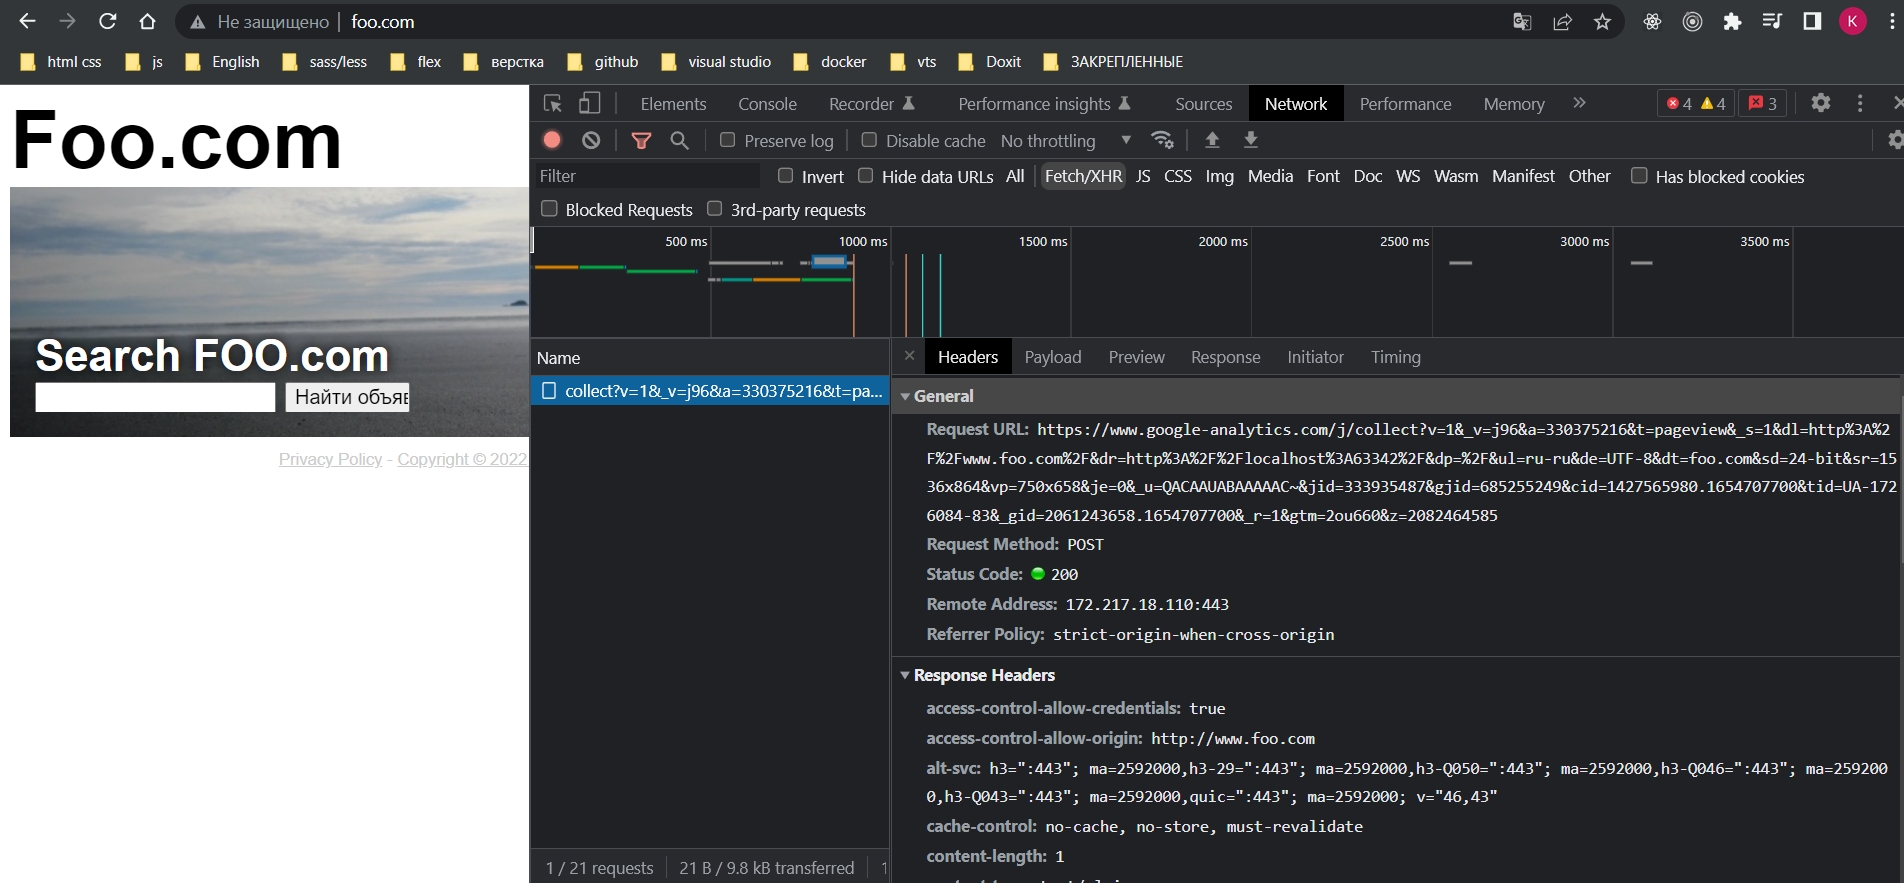 Не защищено | foo.com
K
html css js English sass/less flex верстка github visual studio docker vts Doxit ЗАКРЕПЛЕННЫЕ
Foo.com
Search FOO.com
Найти объяв
Privacy Policy - Copyright © 2022
Elements Console Recorder Performance insights Sources Network Performance Memory » 4 4 3
Preserve log Disable cache No throttling
Filter Invert Hide data URLs All Fetch/XHR JS CSS Img Media Font Doc WS Wasm Manifest Other Has blocked cookies
Blocked Requests 3rd-party requests
500 ms 1000 ms 1500 ms 2000 ms 2500 ms 3000 ms 3500 ms
Name
collect?v=1&_v=j96&a=330375216&t=pa...
1 / 21 requests 21 B / 9.8 kB transferred 1
× Headers Payload Preview Response Initiator Timing
General
Request URL: https://www.google-analytics.com/j/collect?v=1&_v=j96&a=330375216&t=pageview&_s=1&dl=http%3A%2
F%2Fwww.foo.com%2F&dr=http%3A%2F%2Flocalhost%3A63342%2F&dp=%2F&ul=ru-ru&de=UTF-8&dt=foo.com&sd=24-bit&sr=15
36x864&vp=750x658&je=0&_u=QACAAUABAAAAAC~&jid=333935487&gjid=685255249&cid=1427565980.1654707700&tid=UA-172
6084-83&_gid=2061243658.1654707700&_r=1&gtm=2ou660&z=2082464585
Request Method: POST
Status Code: 200
Remote Address: 172.217.18.110:443
Referrer Policy: strict-origin-when-cross-origin
Response Headers
access-control-allow-credentials: true
access-control-allow-origin: http://www.foo.com
alt-svc: h3=":443"; ma=2592000,h3-29=":443"; ma=2592000,h3-Q050=":443"; ma=2592000,h3-Q046=":443"; ma=259200
0,h3-Q043=":443"; ma=2592000,quic=":443"; ma=2592000; v="46,43"
cache-control: no-cache, no-store, must-revalidate
content-length: 1